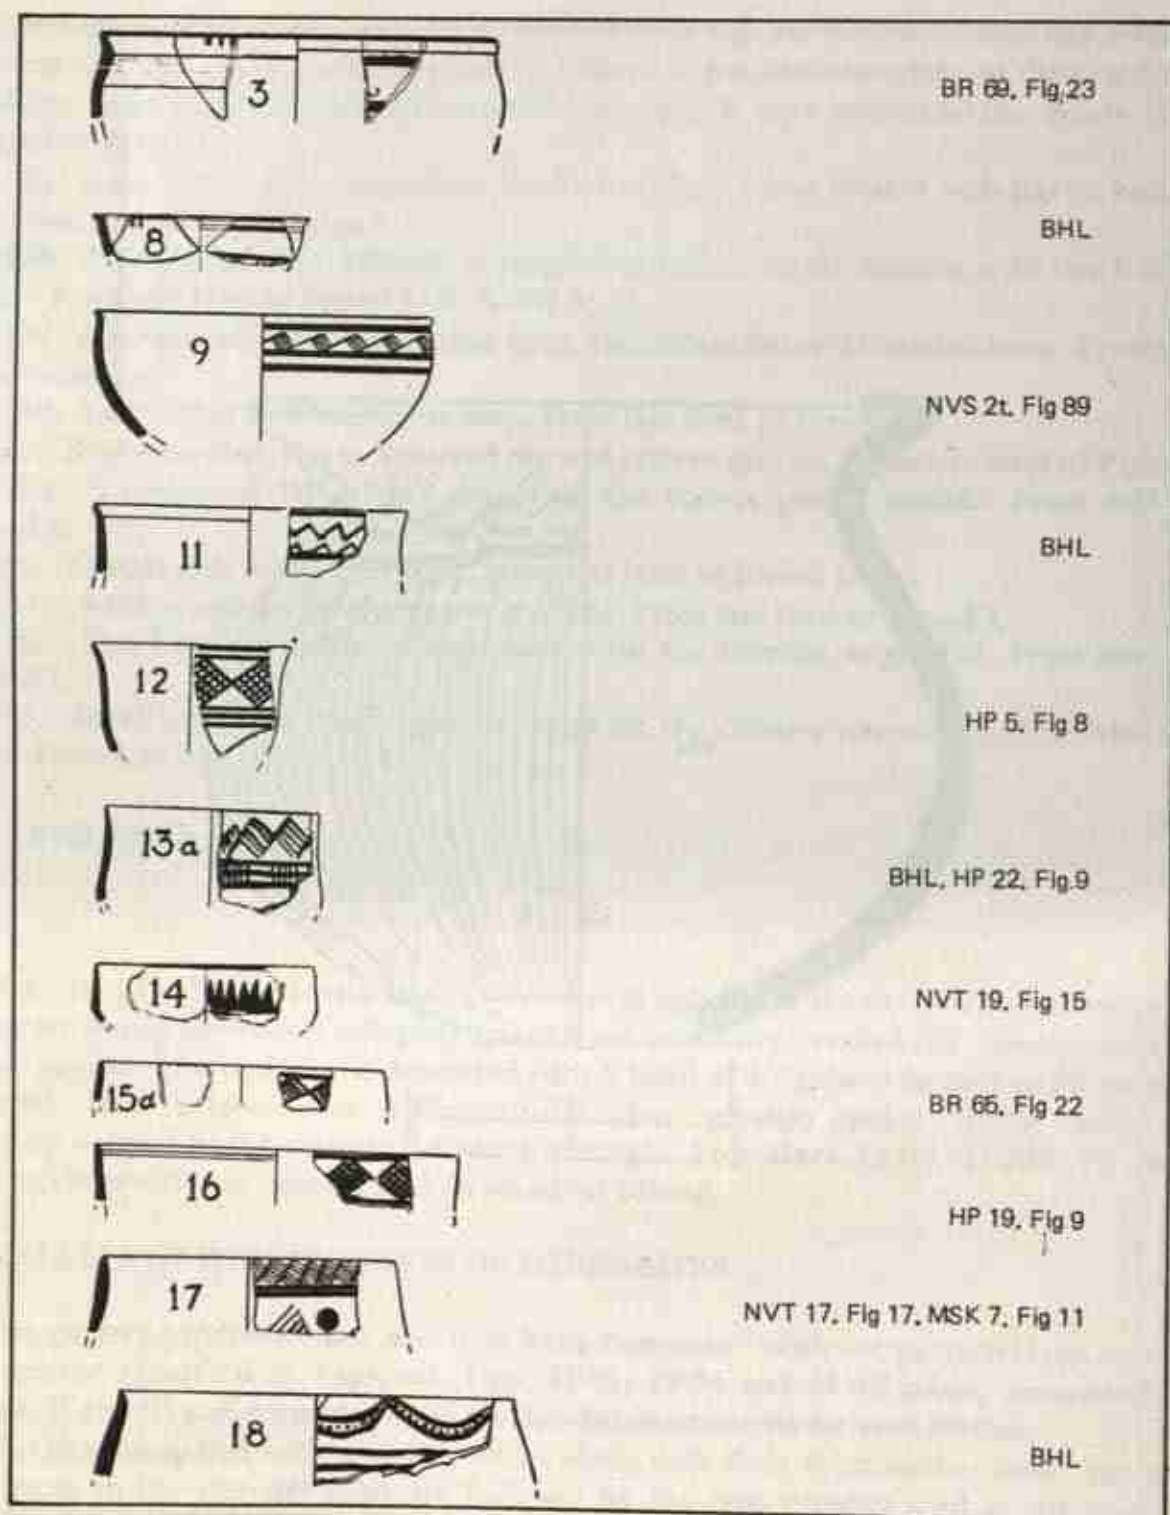 3 BR 69, Fig, 23
8 BHL
9 NVS 2t, Fig 89
11 BHL
12 HP 5, Fig 8
13a BHL, HP 22, Fig.9
14 NVT 19, Fig 15
15a BR 65, Fig 22
16 HP 19, Fig 9
17 NVT 17, Fig 17, MSK 7, Fig 11
18 BHL